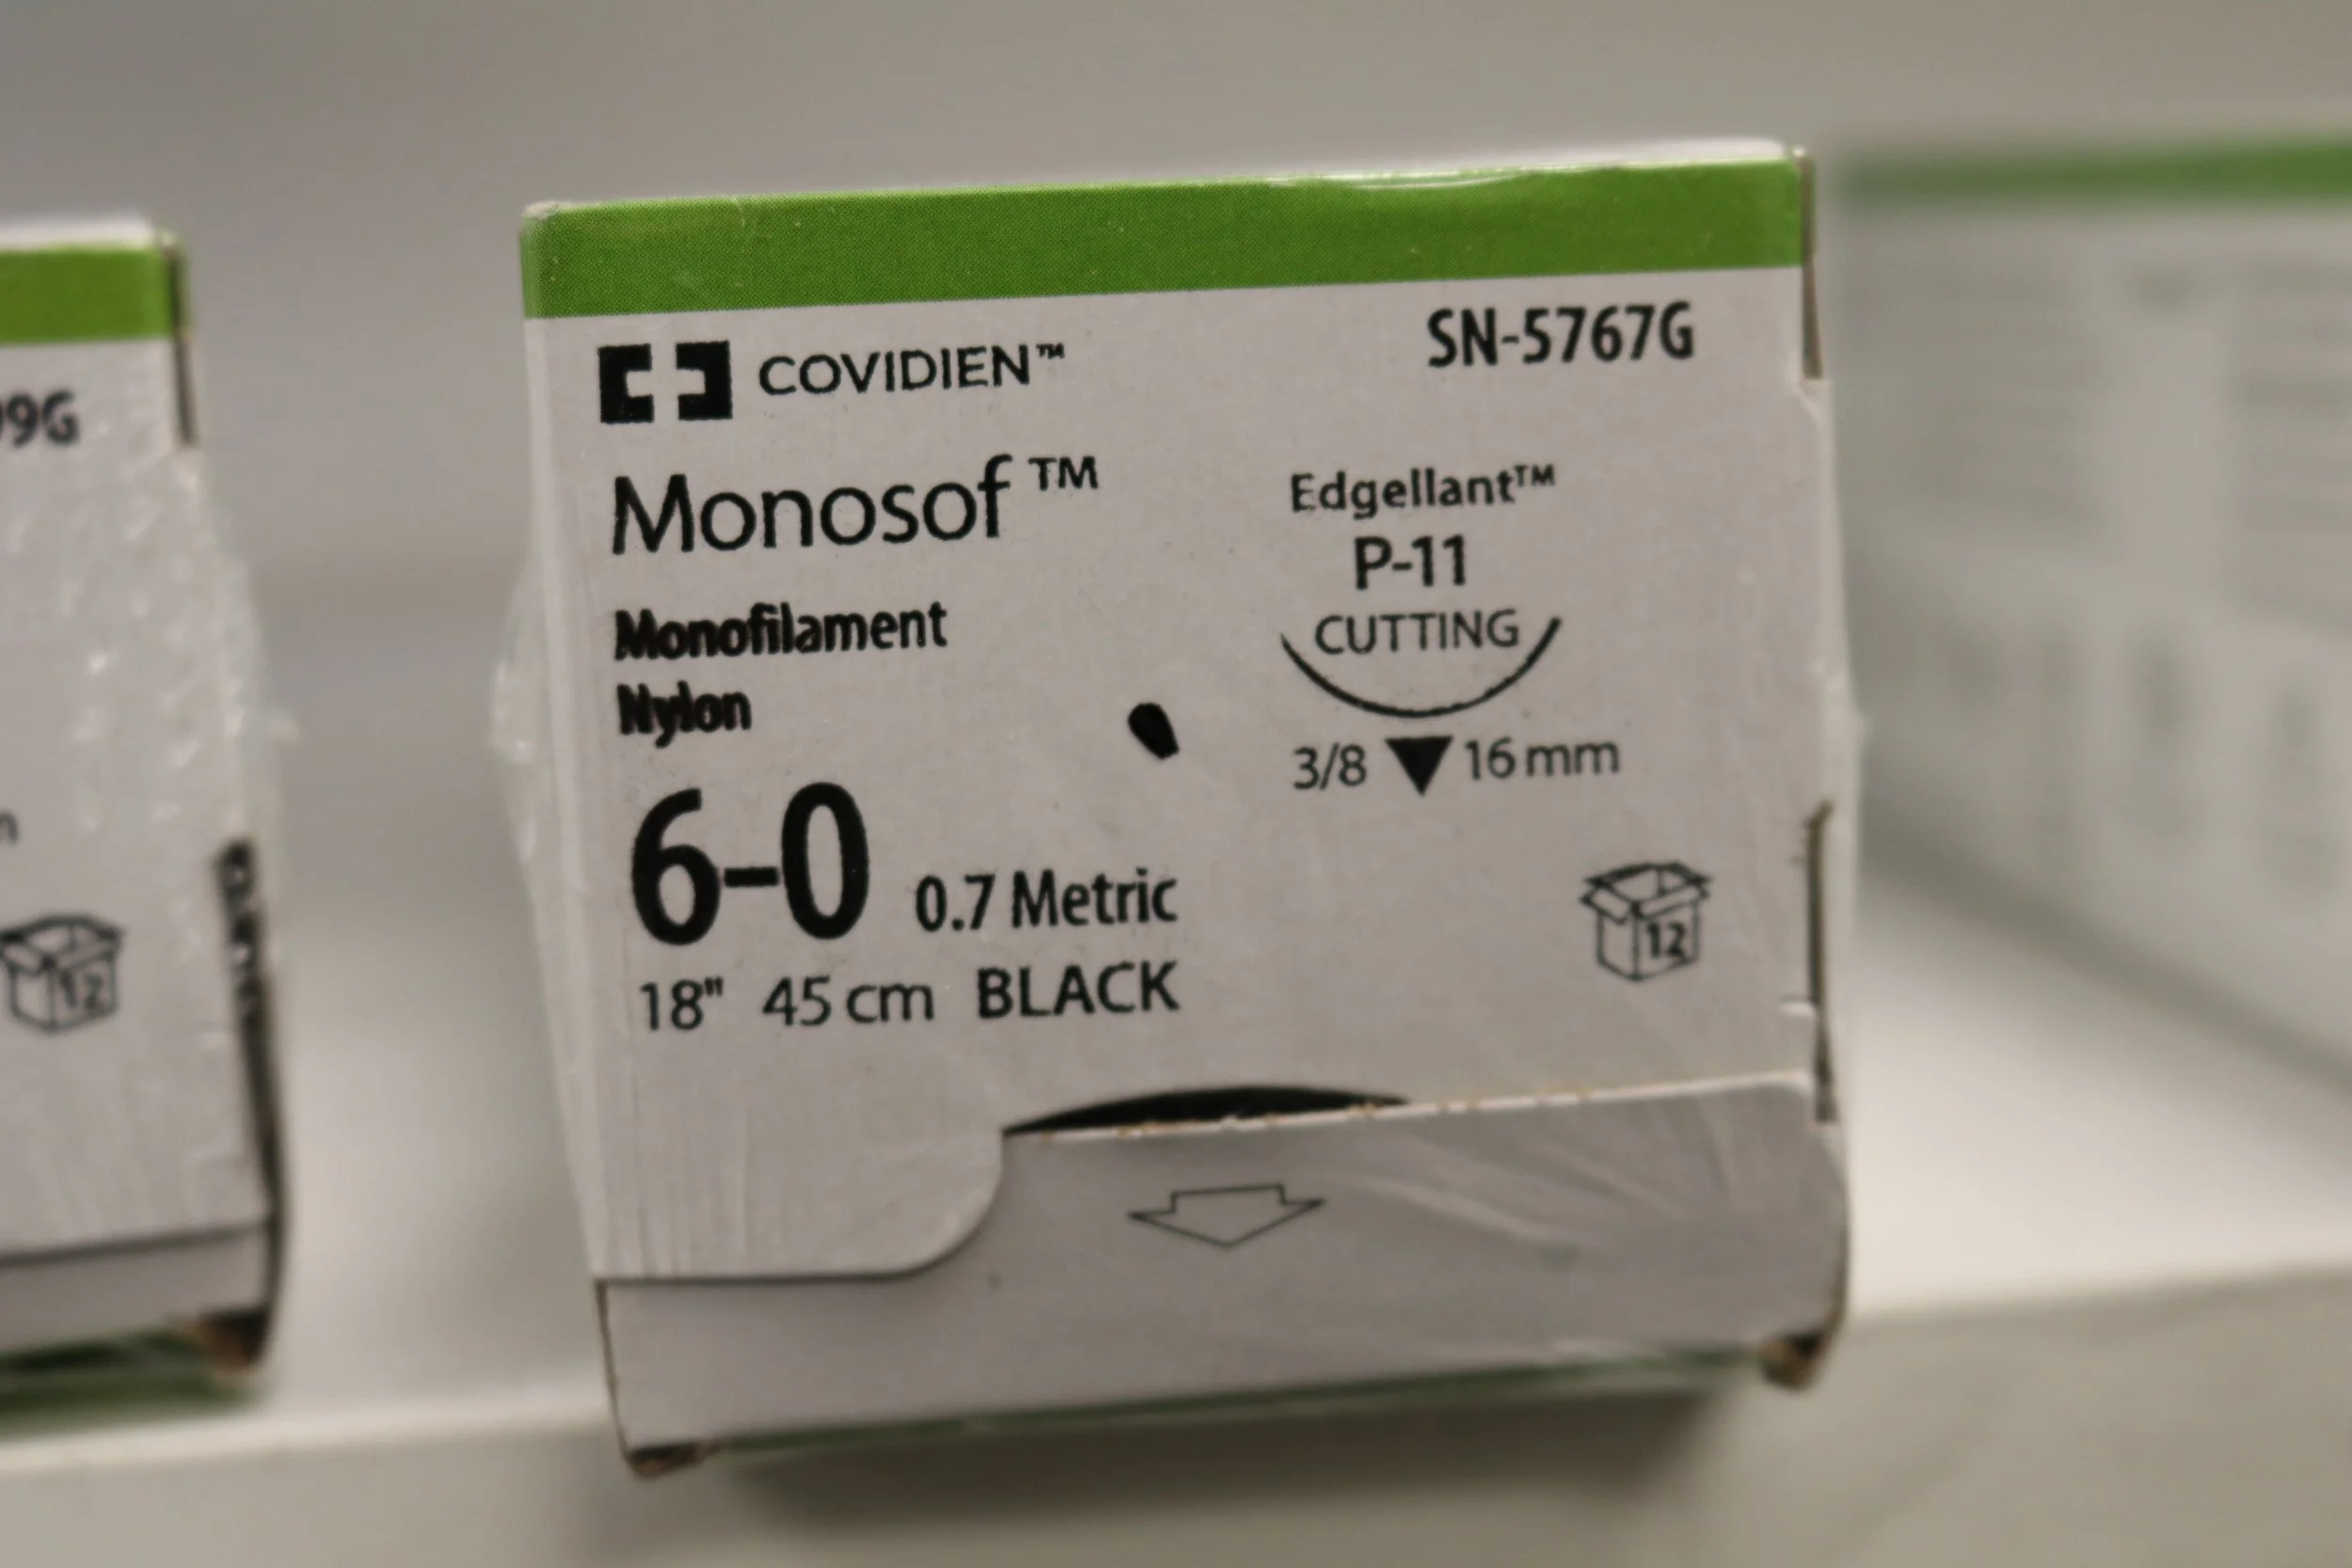 COVIDIEN™
SN-5767G
Monosof™
Monofilament
Nylon
6-0 0.7 Metric
18" 45 cm BLACK
Edgellant™
P-11
CUTTING
3/8 16 mm
12
9G
12